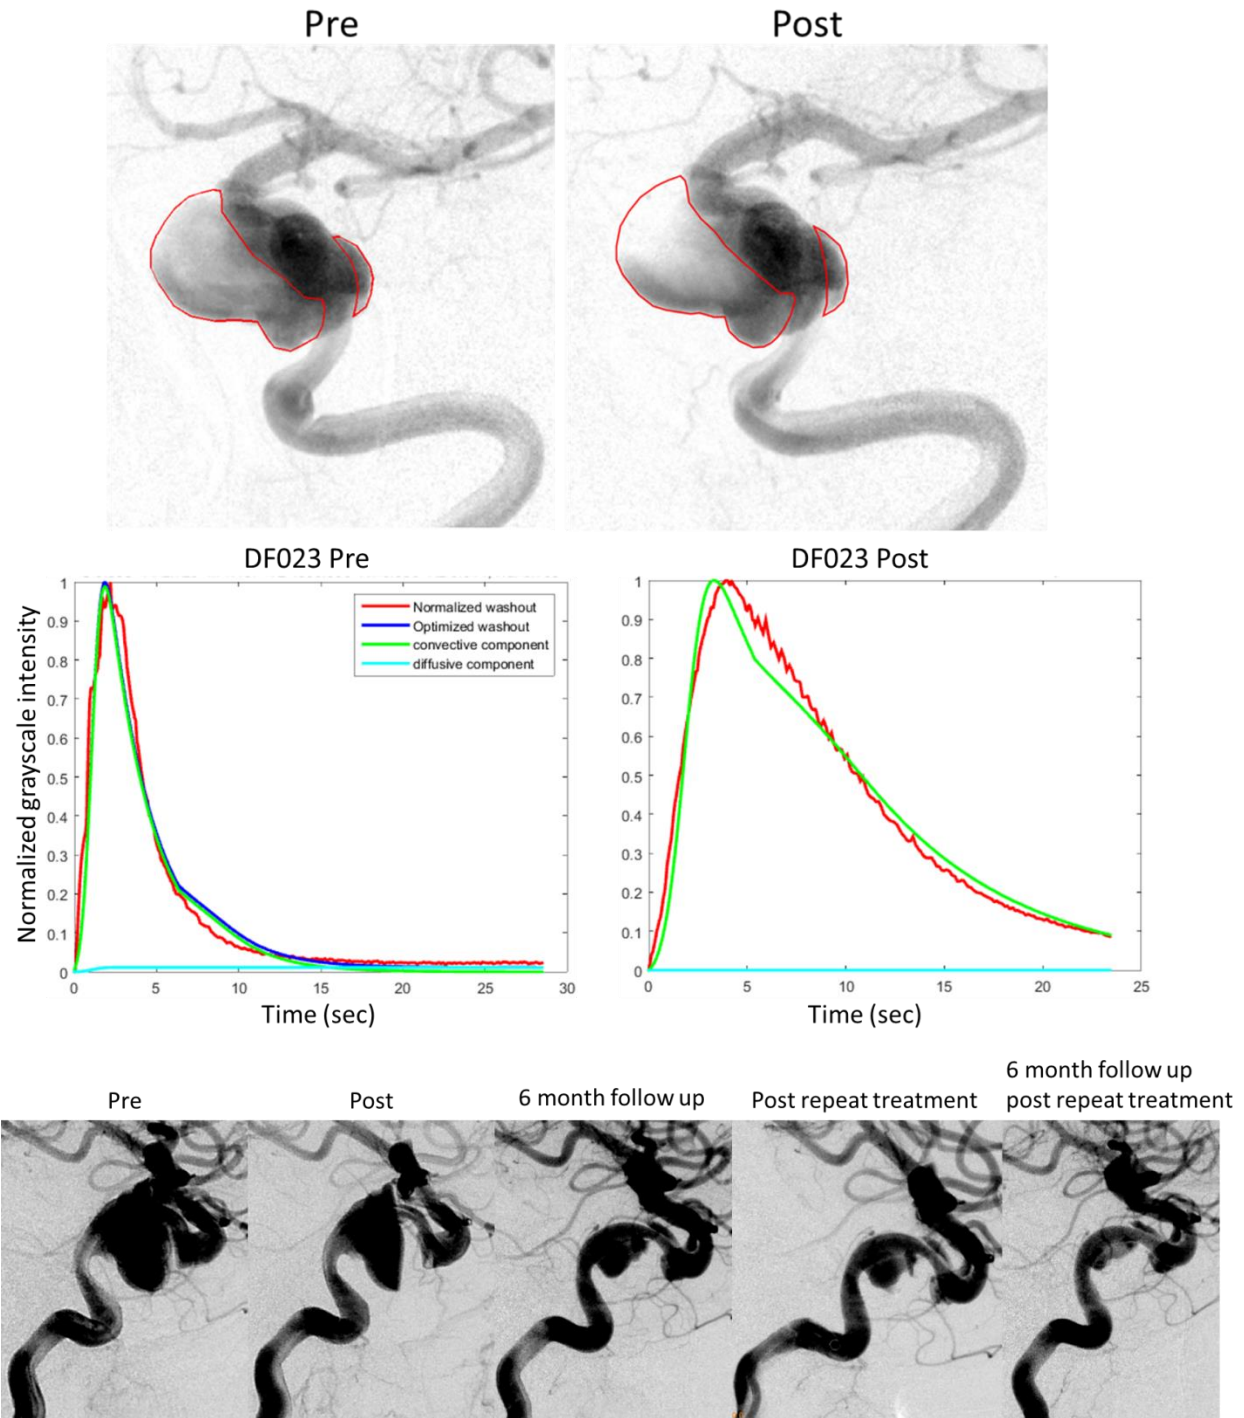 Pre
Post
DF023 Pre
DF023 Post
Normalized grayscale intensity
1
0.9
0.8
0.7
0.6
0.5
0.4
0.3
0.2
0.1
0
0 5 10 15 20 25 30
Time (sec)
Normalized washout
Optimized washout
convective component
diffusive component
1
0.9
0.8
0.7
0.6
0.5
0.4
0.3
0.2
0.1
0
0 5 10 15 20 25
Time (sec)
Pre
Post
6 month follow up
Post repeat treatment
6 month follow up
post repeat treatment